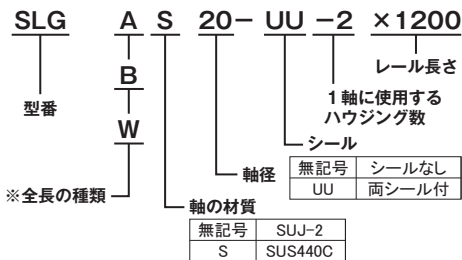 SLG A S 20- UU -2 ×1200
B
W
レール長さ
1軸に使用する
ハウジング数
型番
シール
無記号 シールなし
UU 両シール付
軸径
※全長の種類
軸の材質
無記号 SUJ-2
S SUS440C